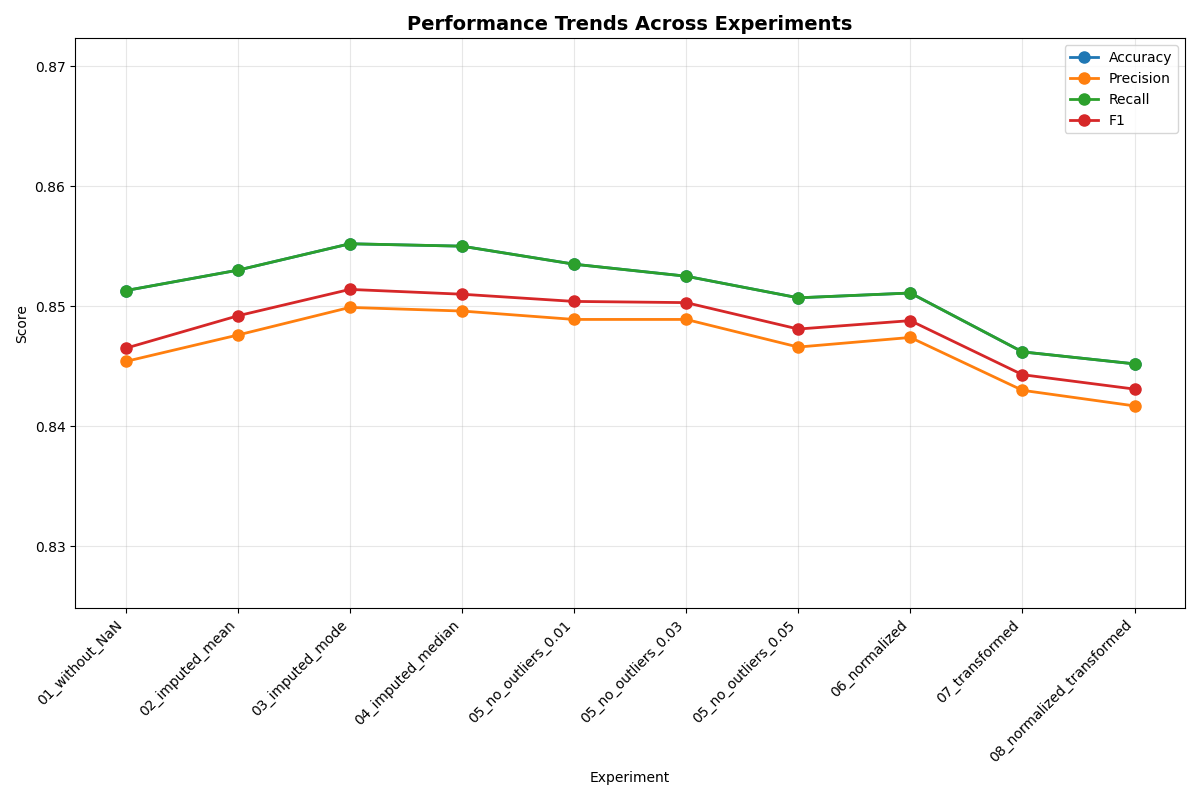 Performance Trends Across Experiments
Accuracy
Precision
Recall
F1
0.87
0.86
0.85
0.84
0.83
Score
01_without_NaN
02_imputed_mean
03_imputed_mode
04_imputed_median
05_no_outliers_0.01
05_no_outliers_0.03
05_no_outliers_0.05
06_normalized
07_transformed
08_normalized_transformed
Experiment